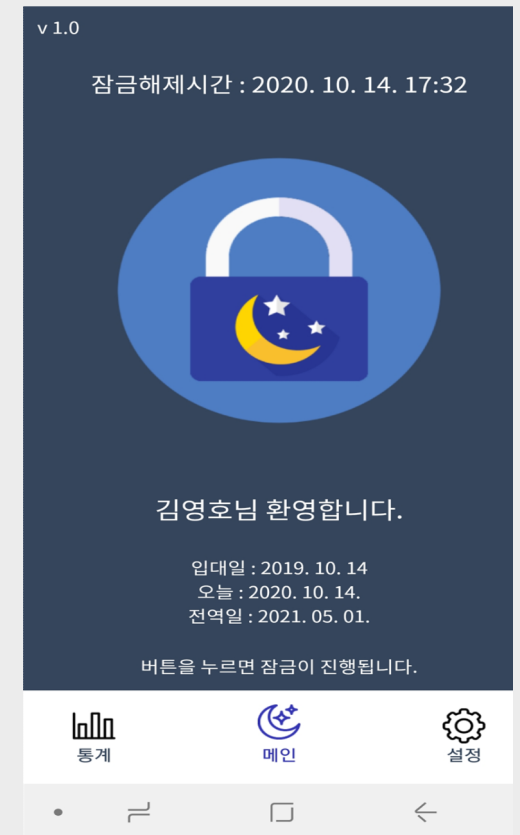 v 1.0
잠금해제시간 : 2020. 10. 14. 17:32
김영호님 환영합니다.
입대일 : 2019. 10. 14
오늘 : 2020. 10. 14.
전역일 : 2021. 05. 01.
버튼을 누르면 잠금이 진행됩니다.
통계 메인 설정